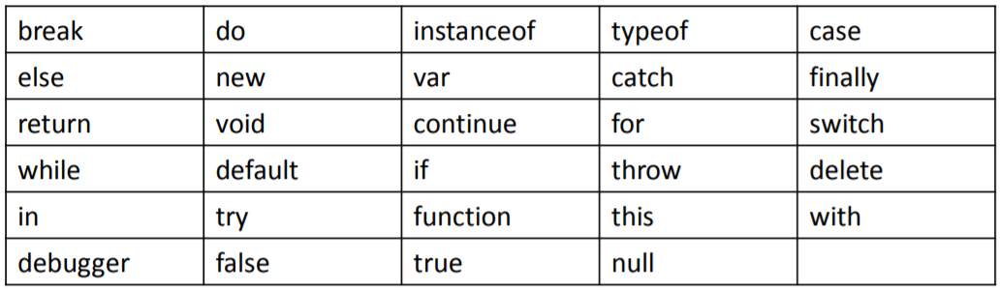 break do instanceof typeof case
else new var catch finally
return void continue for switch
while default if throw delete
in try function this with
debugger false true null